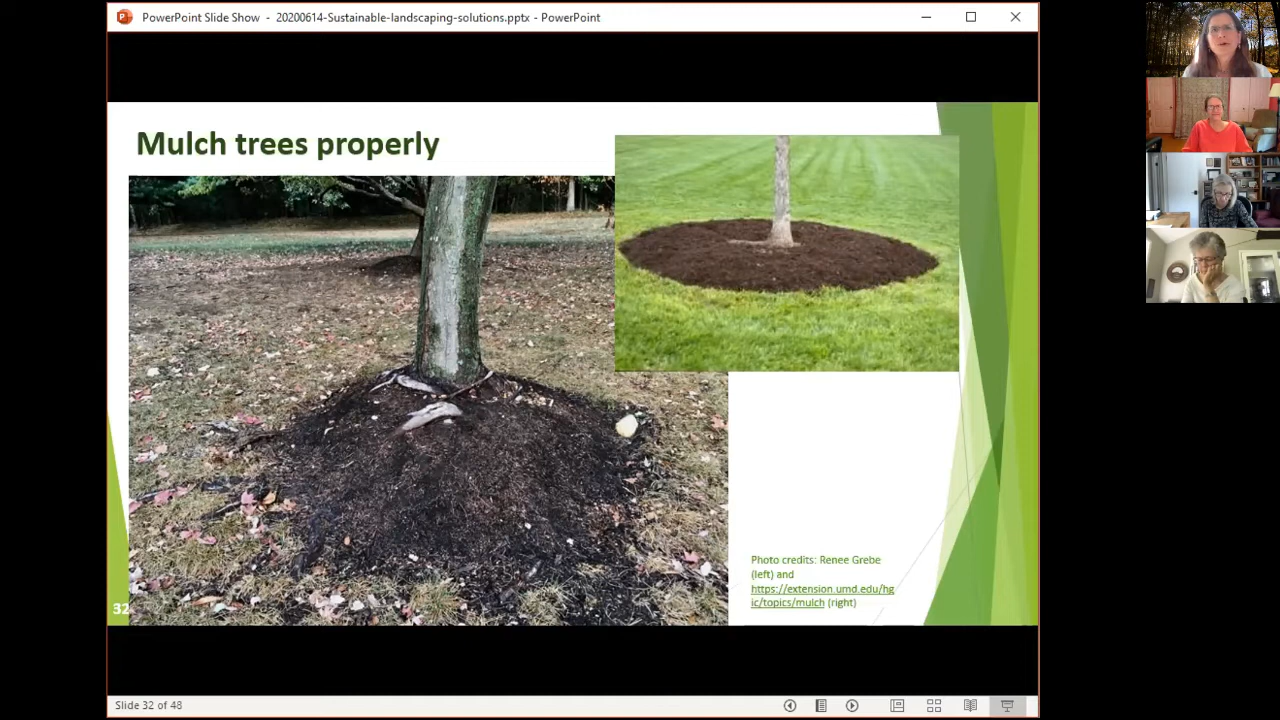 PowerPoint Slide Show - 20200614-Sustainable-landscaping-solutions.pptx - PowerPoint
Mulch trees properly
Photo credits: Renee Grebe
(left) and
https://extension.umd.edu/hg
ic/topics/mulch (right)
32
Slide 32 of 48